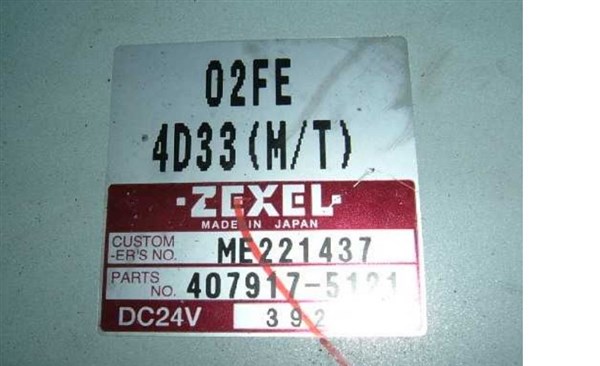 02FE
4D33(M/T)
·ZEXEL·
MADE IN JAPAN
CUSTOM
-ER'S NO. ME221437
PARTS
NO. 407917-5121
DC24V 392